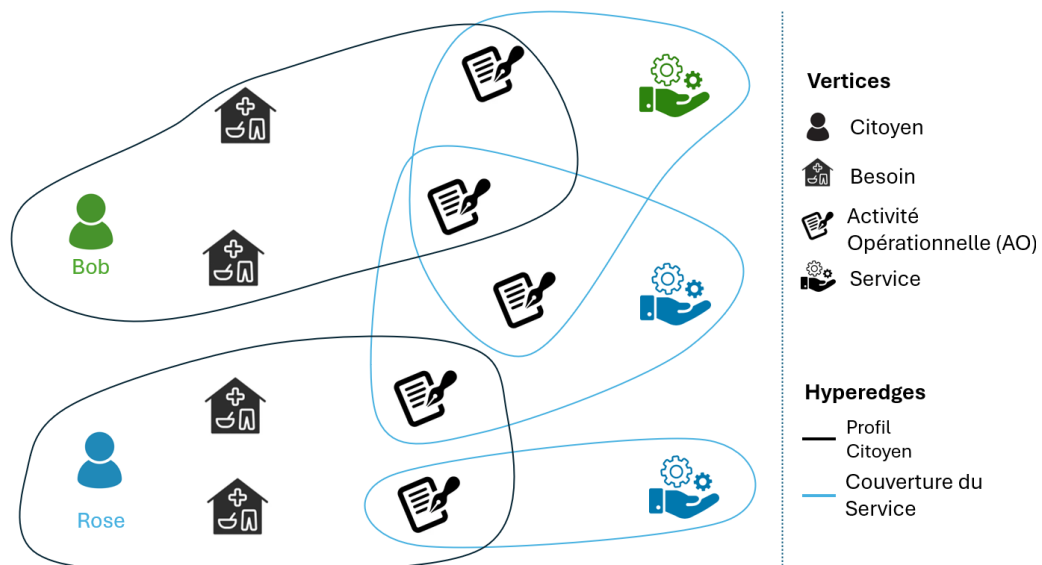 Bob
Rose
Vertices
Citoyen
Besoin
Activité
Opérationnelle (AO)
Service
Hyperedges
Profil
Citoyen
Couverture du
Service